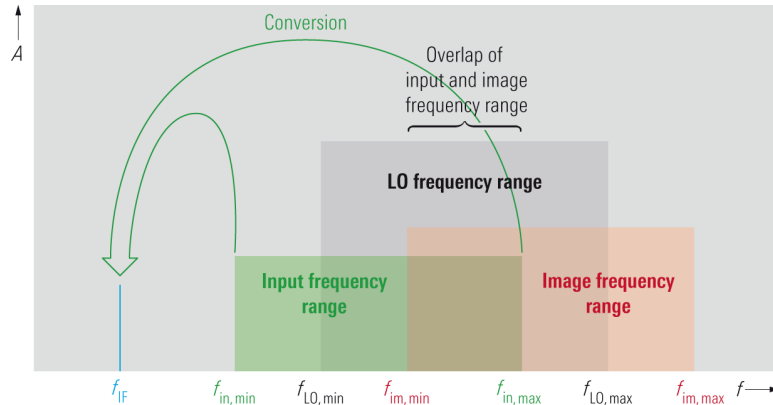 A
Conversion
Overlap of
input and image
frequency range
LO frequency range
Input frequency
range
Image frequency
range
fIF
fin, min
fLO, min
fim, min
fin, max
fLO, max
fim, max
f